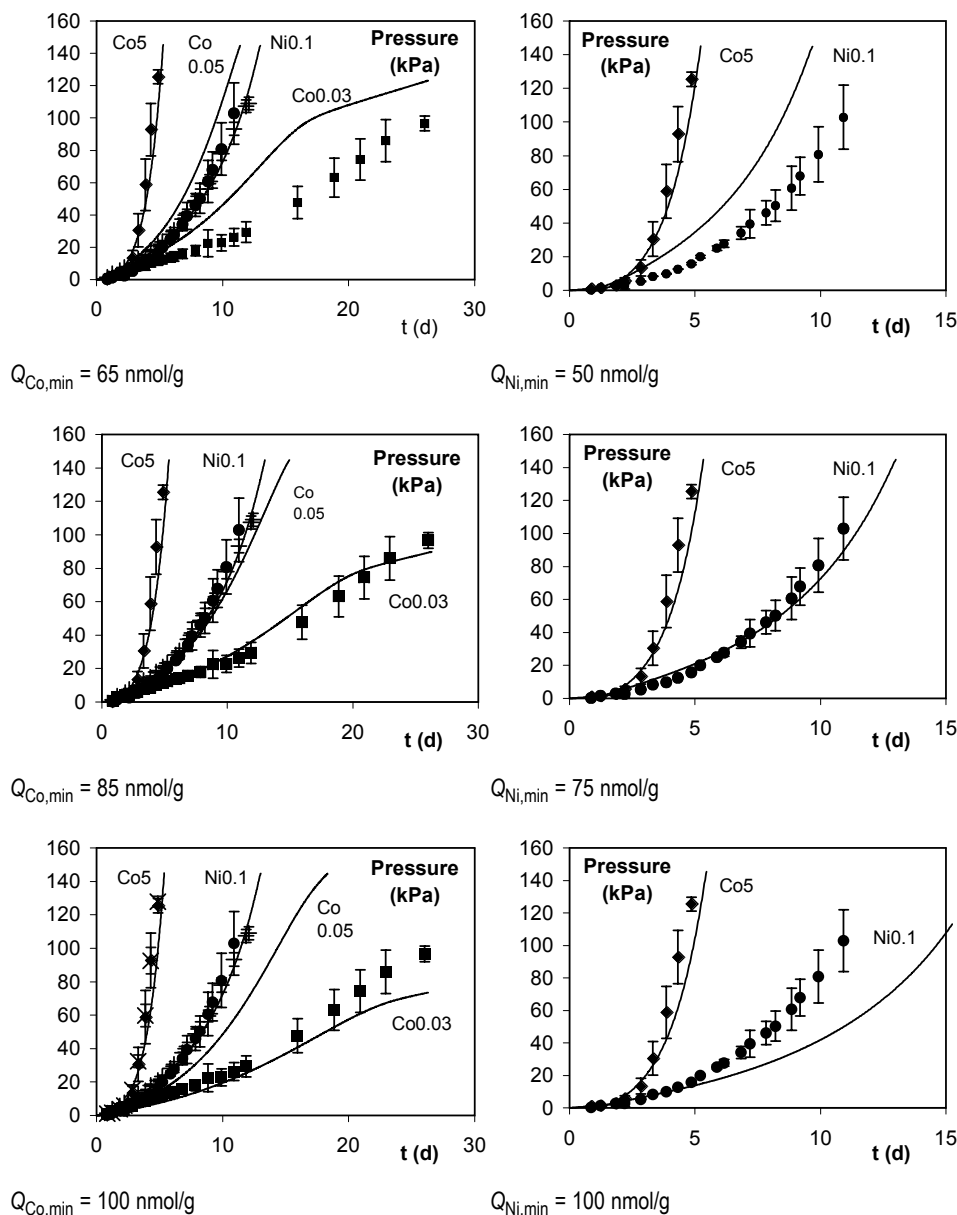 160
140
120
100
80
60
40
20
0
Co5
Co
0.05
Ni0.1
Pressure
(kPa)
Co0.03
0 10 20 30
t (d)
Q_Co,min = 65 nmol/g
160
140
120
100
80
60
40
20
0
Pressure
(kPa)
Co5
Ni0.1
0 5 10 15
t (d)
Q_Ni,min = 50 nmol/g
160
140
120
100
80
60
40
20
0
Co5
Ni0.1
Pressure
(kPa)
Co
0.05
Co0.03
0 10 20 30
t (d)
Q_Co,min = 85 nmol/g
160
140
120
100
80
60
40
20
0
Pressure
(kPa)
Co5
Ni0.1
0 5 10 15
t (d)
Q_Ni,min = 75 nmol/g
160
140
120
100
80
60
40
20
0
Co5
Ni0.1
Pressure
(kPa)
Co
0.05
Co0.03
0 10 20 30
t (d)
Q_Co,min = 100 nmol/g
160
140
120
100
80
60
40
20
0
Pressure
(kPa)
Co5
Ni0.1
0 5 10 15
t (d)
Q_Ni,min = 100 nmol/g